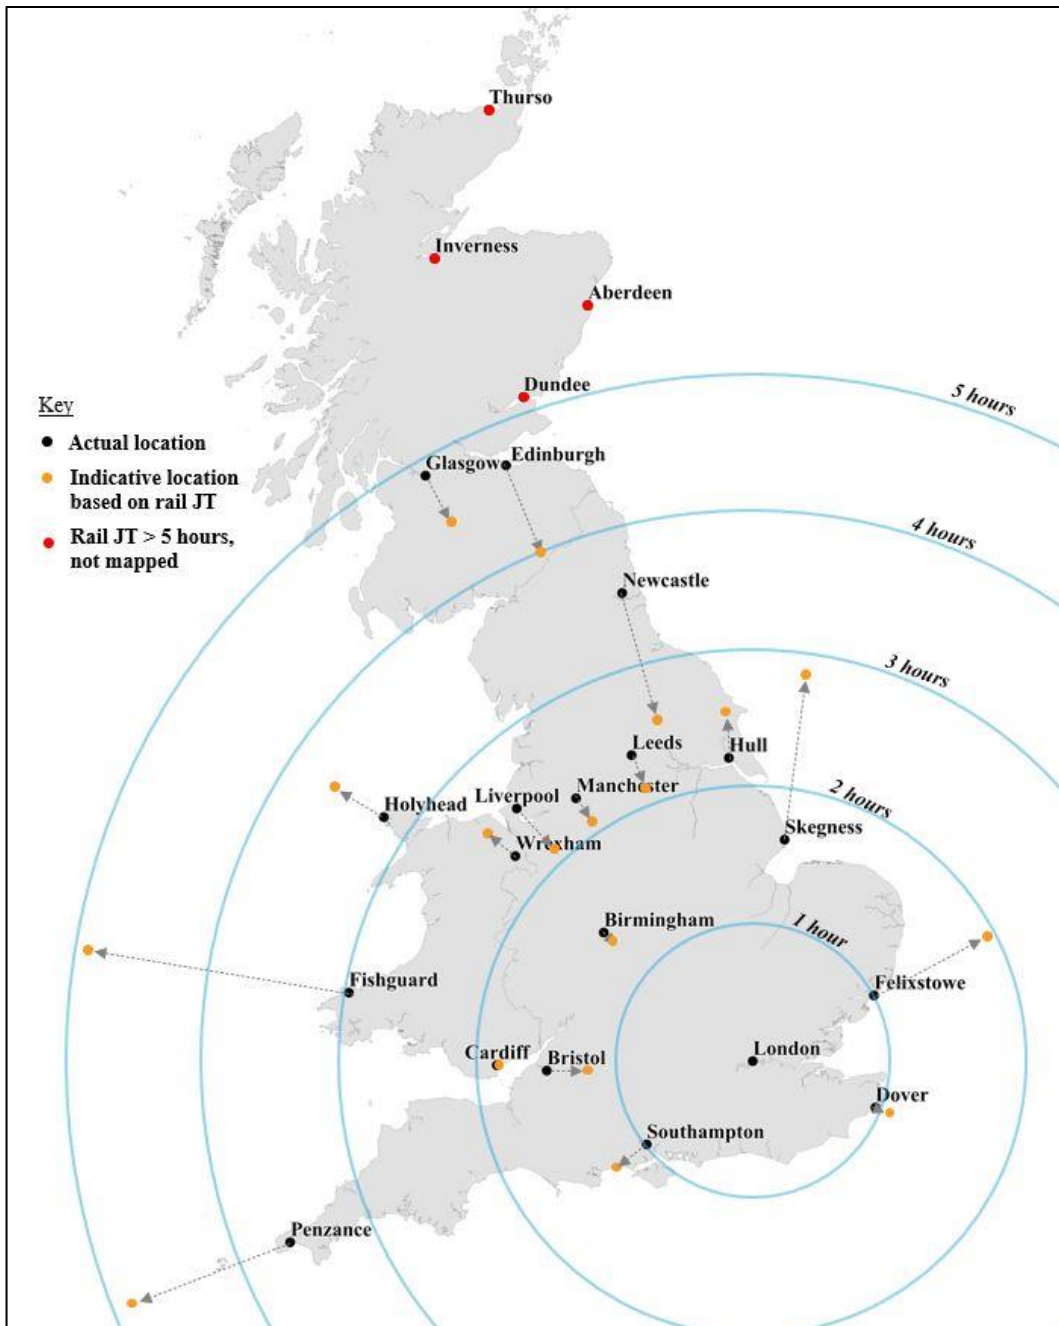 Thurso
Inverness
Aberdeen
Dundee
5 hours
Key
Actual location
Indicative location
based on rail JT
Rail JT > 5 hours,
not mapped
Glasgow
Edinburgh
4 hours
Newcastle
3 hours
Leeds
Hull
Manchester
Liverpool
Holyhead
2 hours
Skegness
Wrexham
Birmingham
1 hour
Fishguard
Felixstowe
Cardiff
Bristol
London
Dover
Southampton
Penzance